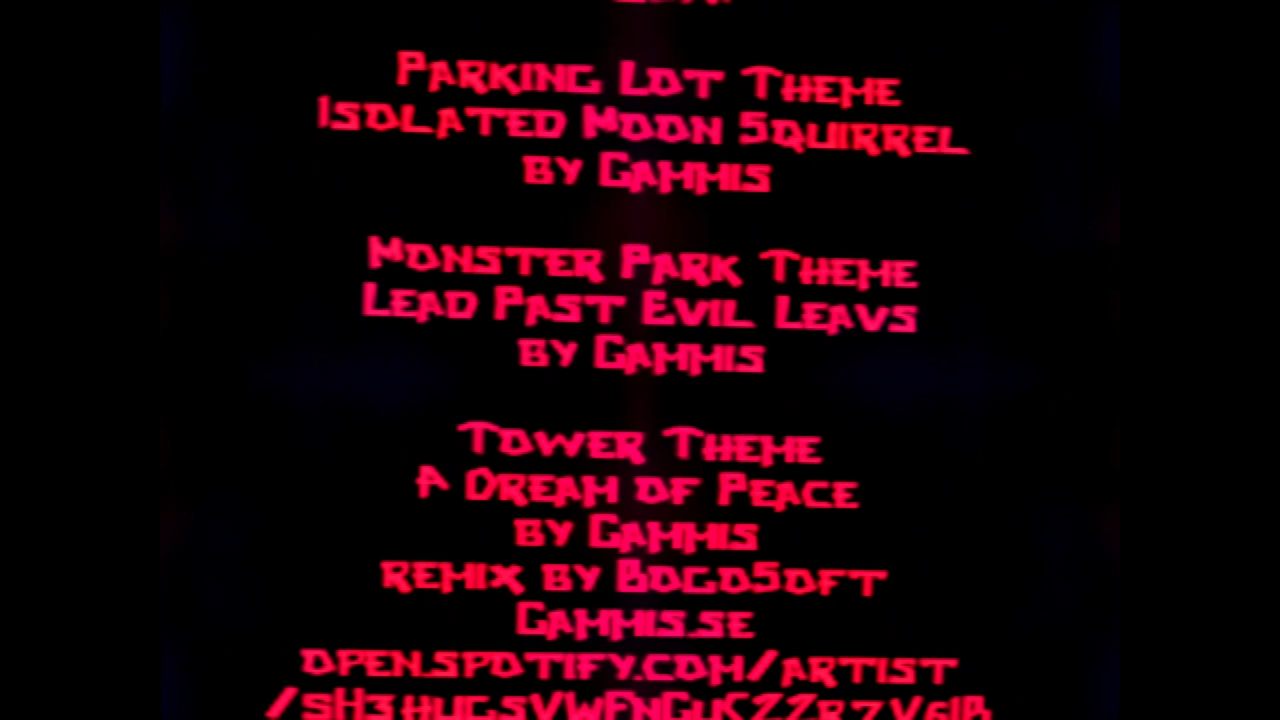 Parking Lot Theme
Isolated Moon Squirrel
by Gammis
Monster Park Theme
Lead Past Evil Leavs
by Gammis
Tower Theme
A Dream of Peace
by Gammis
remix by BogoSoft
Gammis.se
open.spotify.com/artist